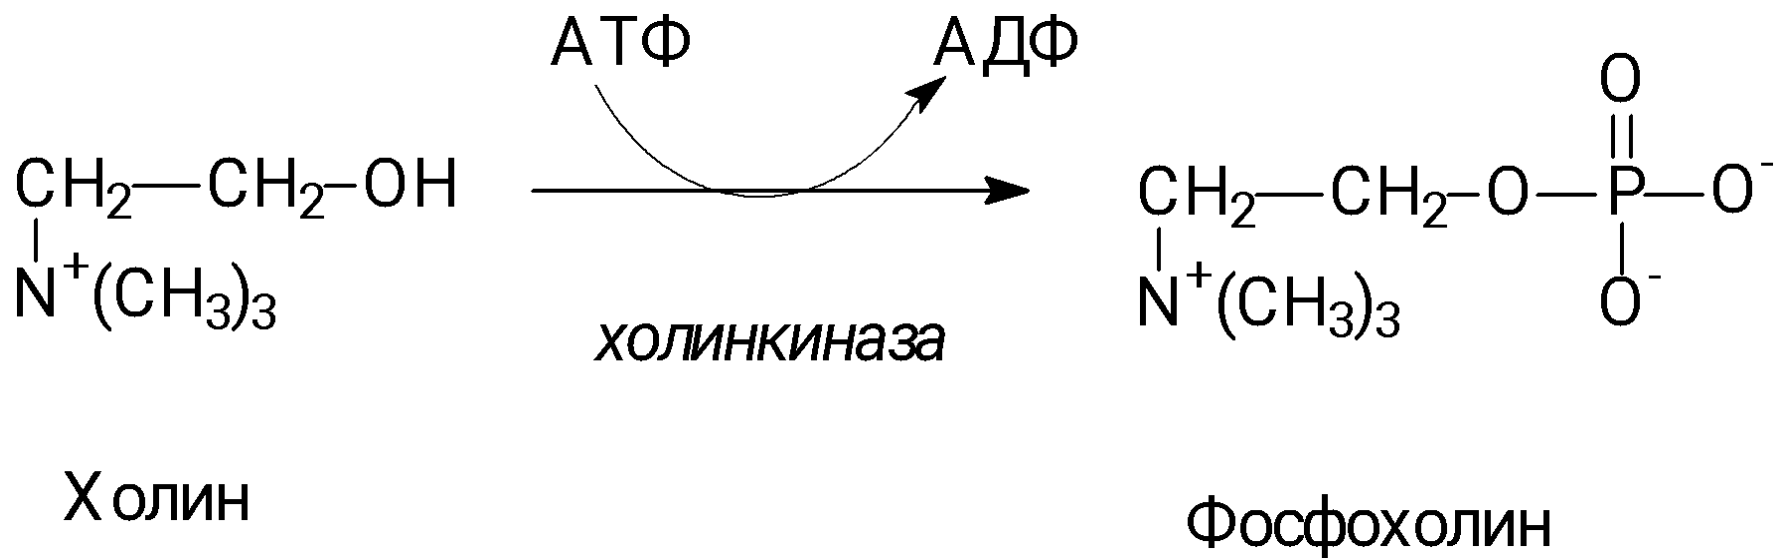 АТФ АДФ
O
CH₂—CH₂–OH CH₂—CH₂–O—P—O⁻
N⁺(CH₃)₃ N⁺(CH₃)₃ O⁻
холинкиназа
Холин Фосфохолин